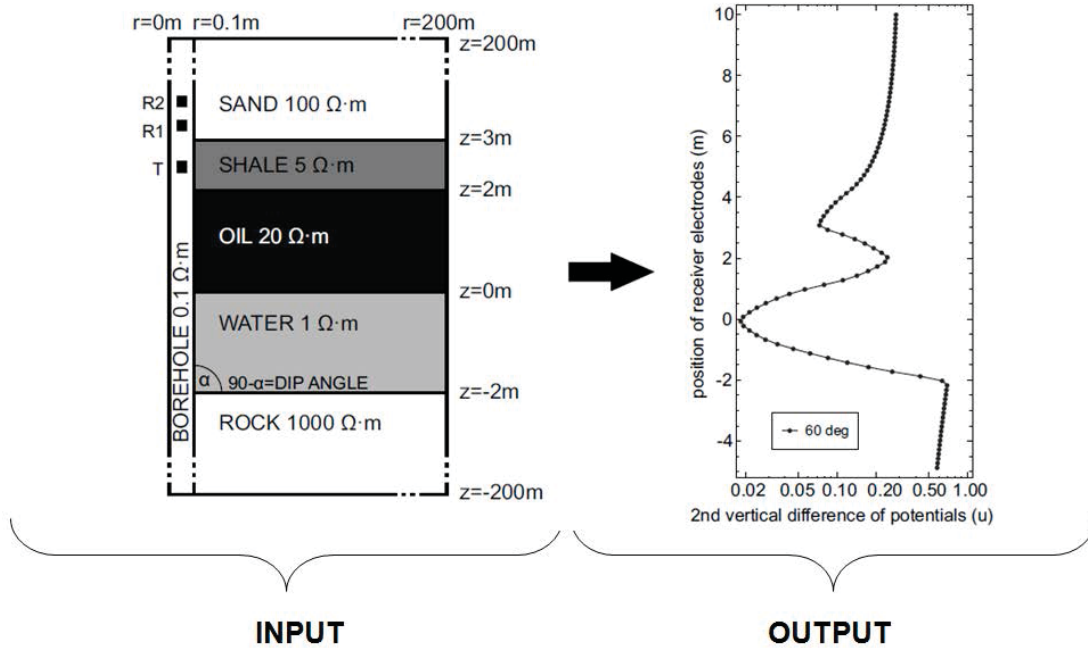 r=0m r=0.1m r=200m
z=200m
R2
R1
T
SAND 100 Ω·m
z=3m
SHALE 5 Ω·m
z=2m
OIL 20 Ω·m
z=0m
WATER 1 Ω·m
α 90-α=DIP ANGLE
z=-2m
ROCK 1000 Ω·m
z=-200m
BOREHOLE 0.1 Ω·m
INPUT
position of receiver electrodes (m)
10
8
6
4
2
0
-2
-4
60 deg
0.02 0.05 0.10 0.20 0.50 1.00
2nd vertical difference of potentials (u)
OUTPUT